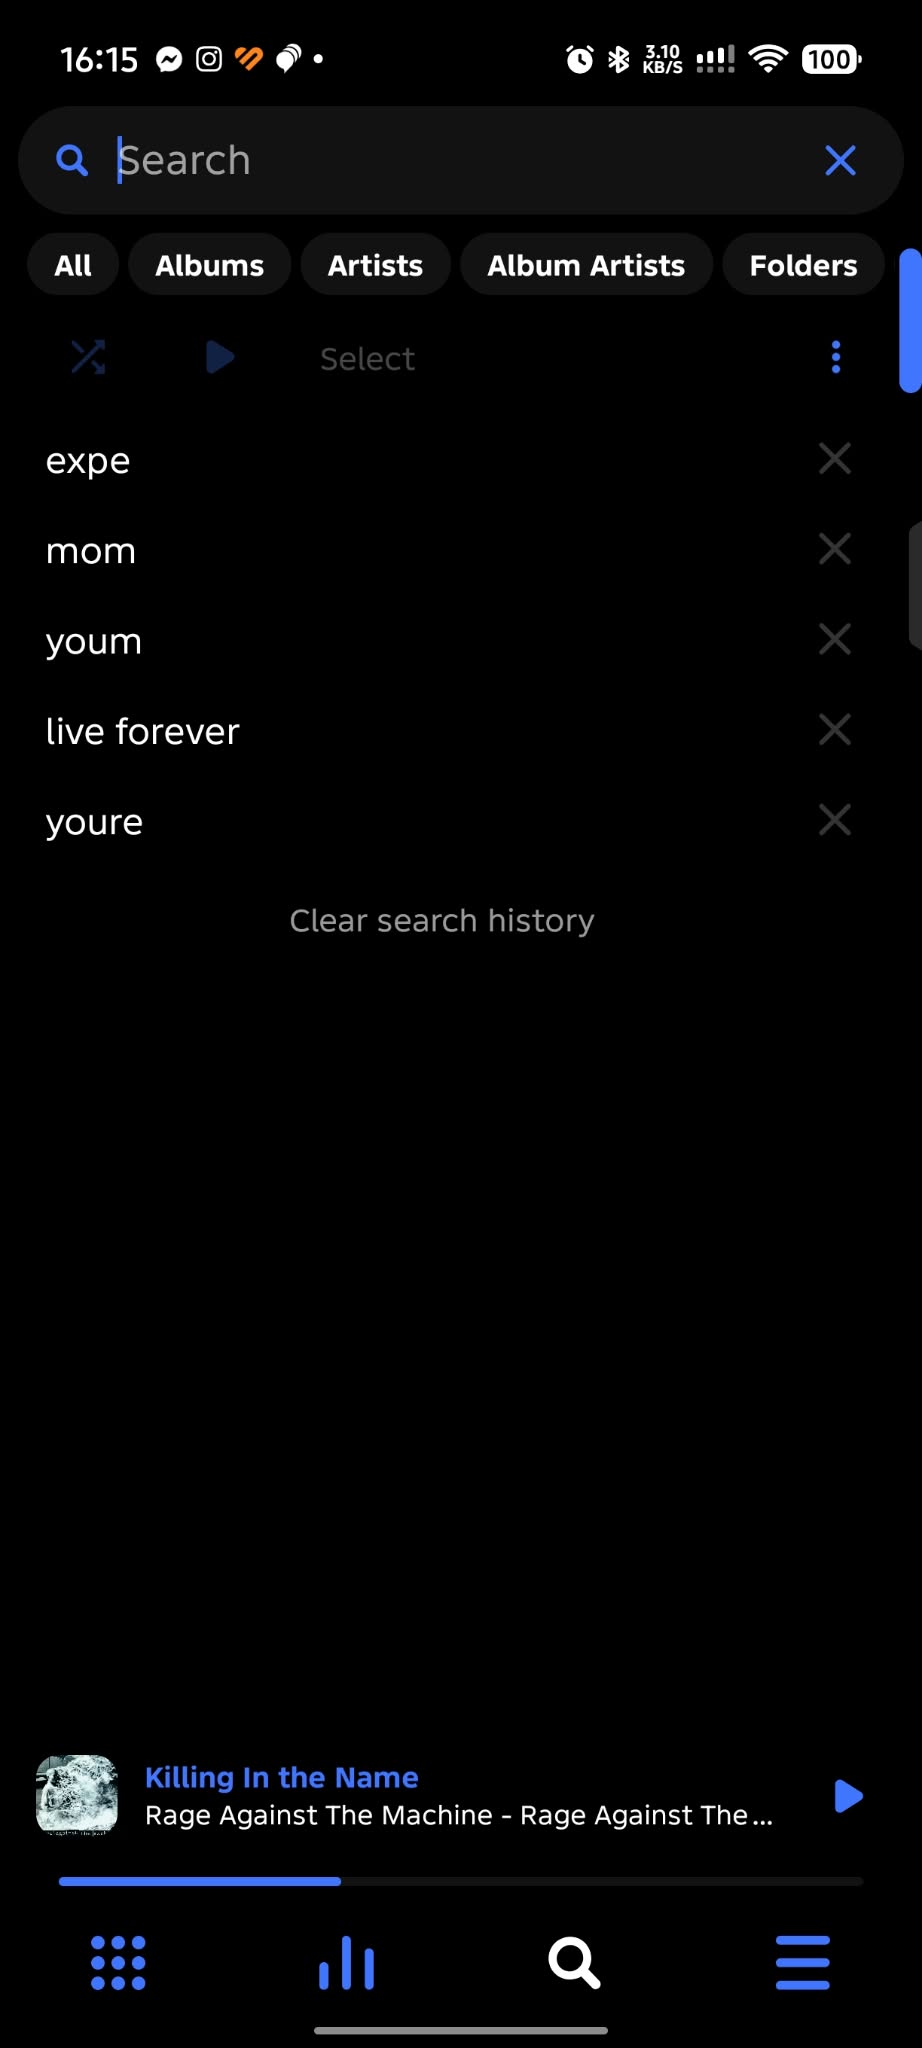 16:15 3.10 KB/S 100
Search
All Albums Artists Album Artists Folders
Select
expe
mom
youm
live forever
youre
Clear search history
Killing In the Name
Rage Against The Machine - Rage Against The...